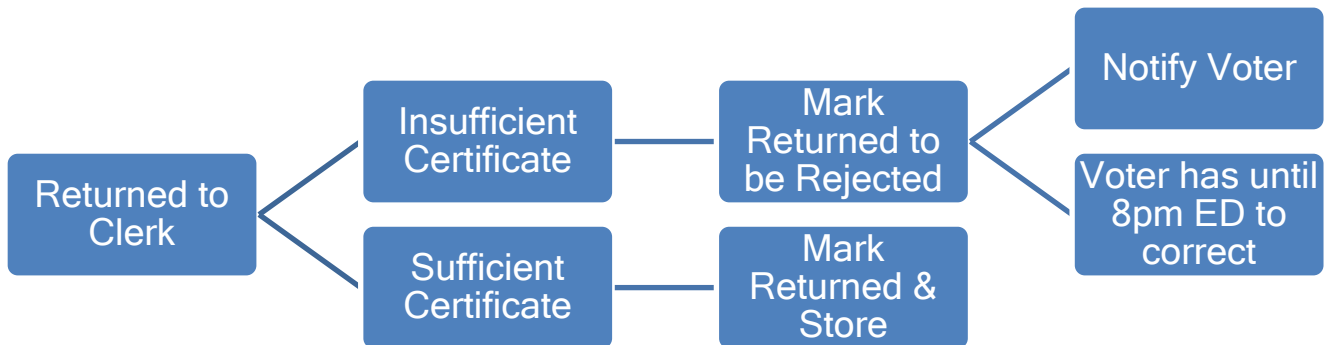 Returned to
Clerk
Insufficient
Certificate
Sufficient
Certificate
Mark
Returned to
be Rejected
Mark
Returned &
Store
Notify Voter
Voter has until
8pm ED to
correct